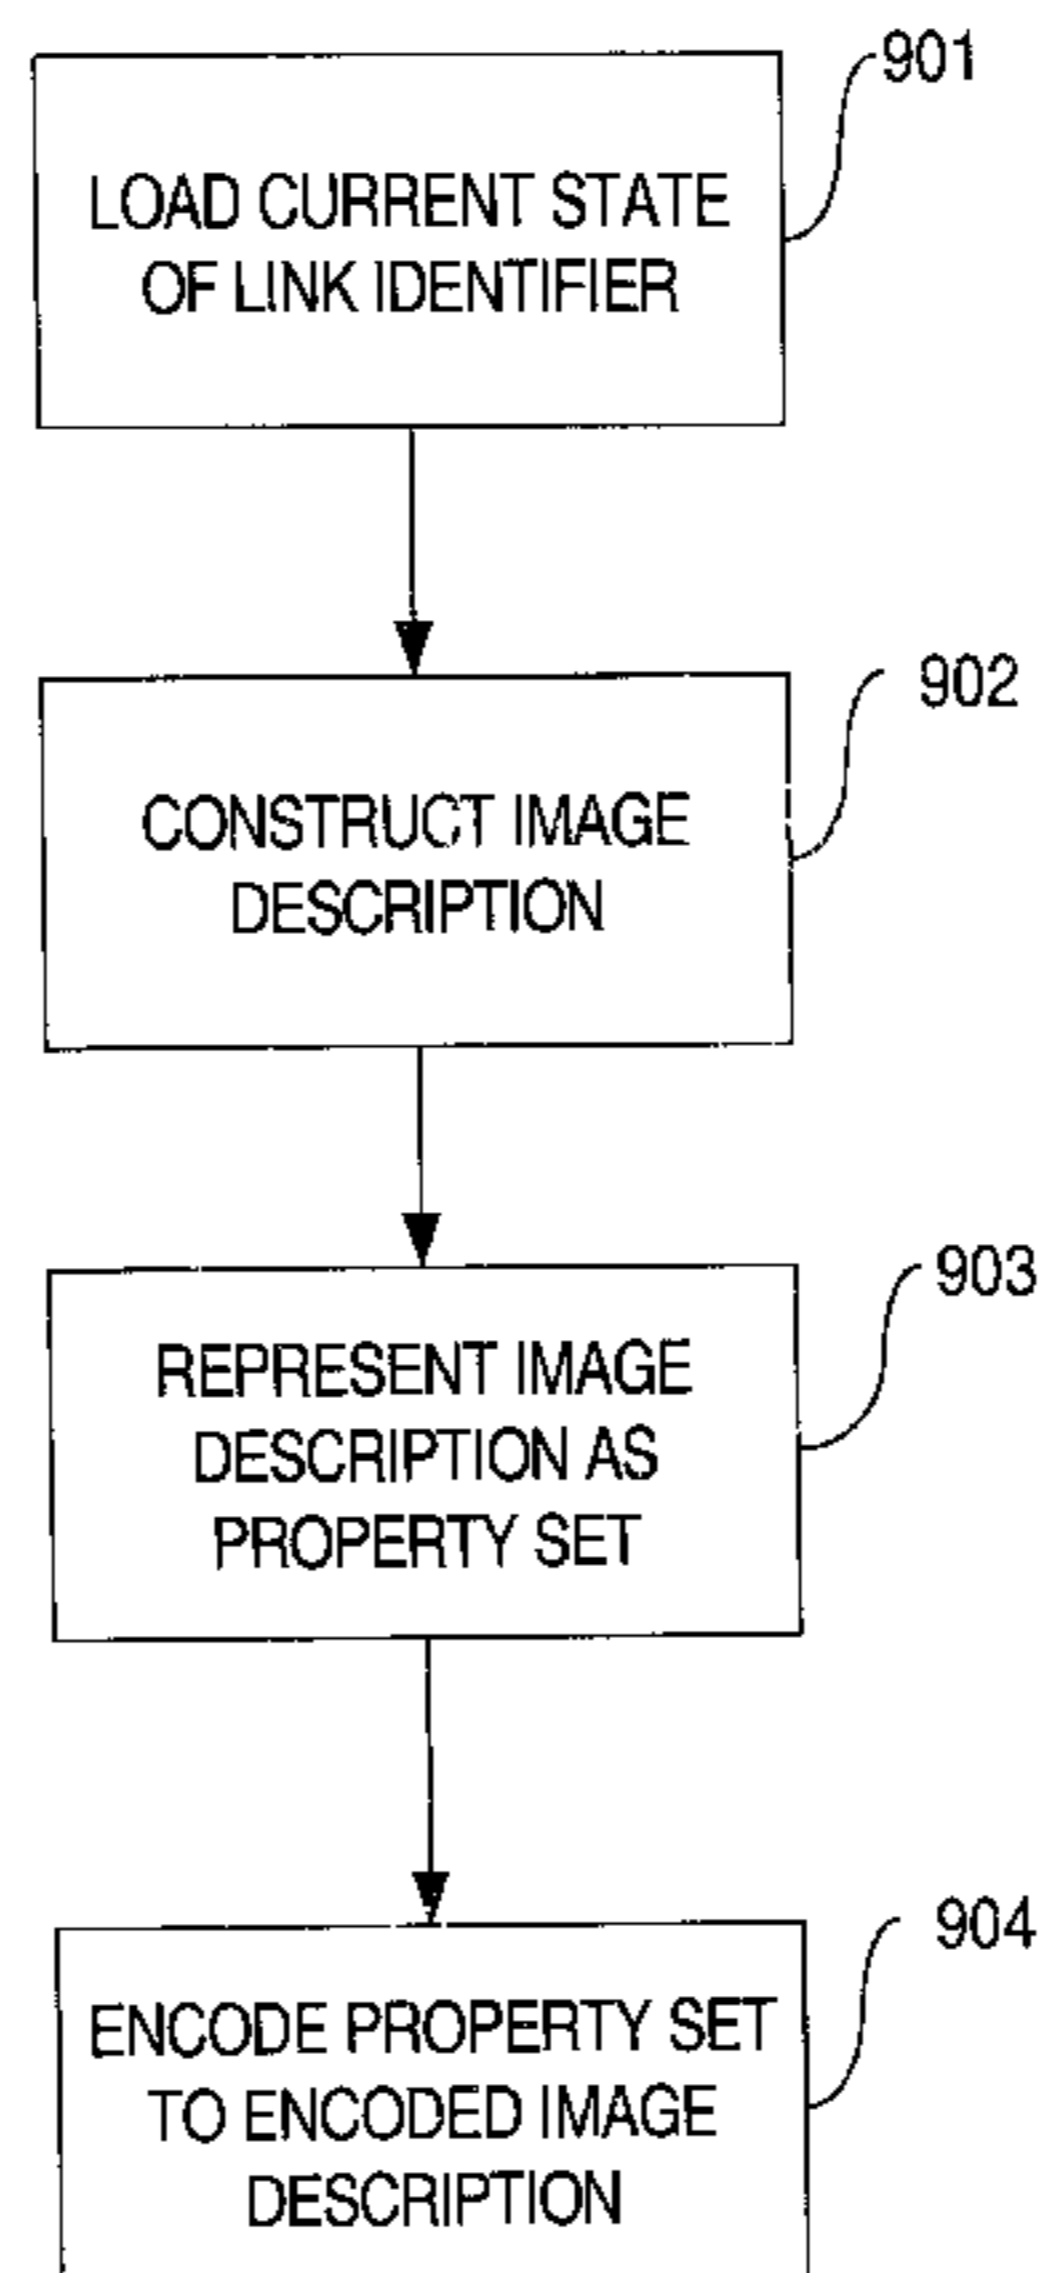 901
LOAD CURRENT STATE
OF LINK IDENTIFIER
902
CONSTRUCT IMAGE
DESCRIPTION
903
REPRESENT IMAGE
DESCRIPTION AS
PROPERTY SET
904
ENCODE PROPERTY SET
TO ENCODED IMAGE
DESCRIPTION